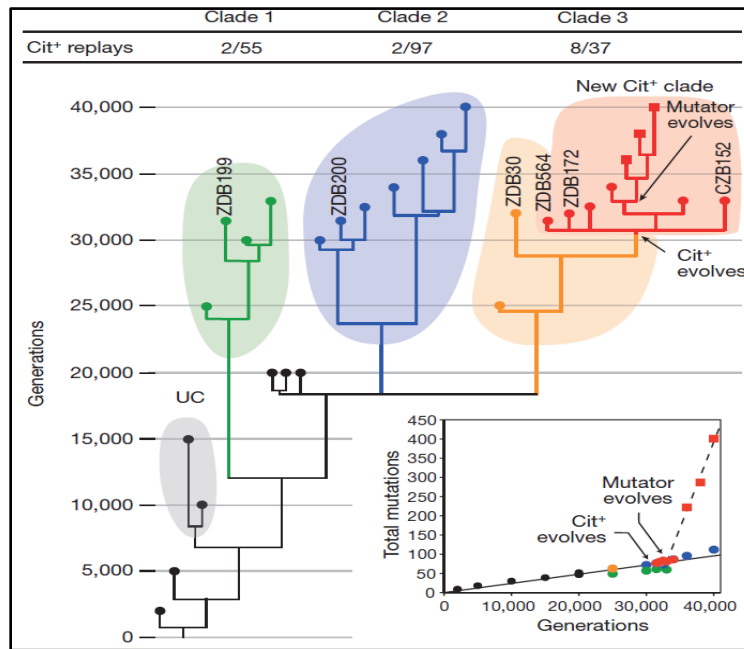 Clade 1 Clade 2 Clade 3
Cit+ replays 2/55 2/97 8/37
New Cit+ clade
Mutator
evolves
40,000
35,000
30,000
25,000
20,000
15,000
10,000
5,000
0
Generations
ZDB199
ZDB200
ZDB30
ZDB564
ZDB172
CZB152
Cit+
evolves
UC
Total mutations
450
400
350
300
250
200
150
100
50
0
Mutator
evolves
Cit+
evolves
0 10,000 20,000 30,000 40,000
Generations